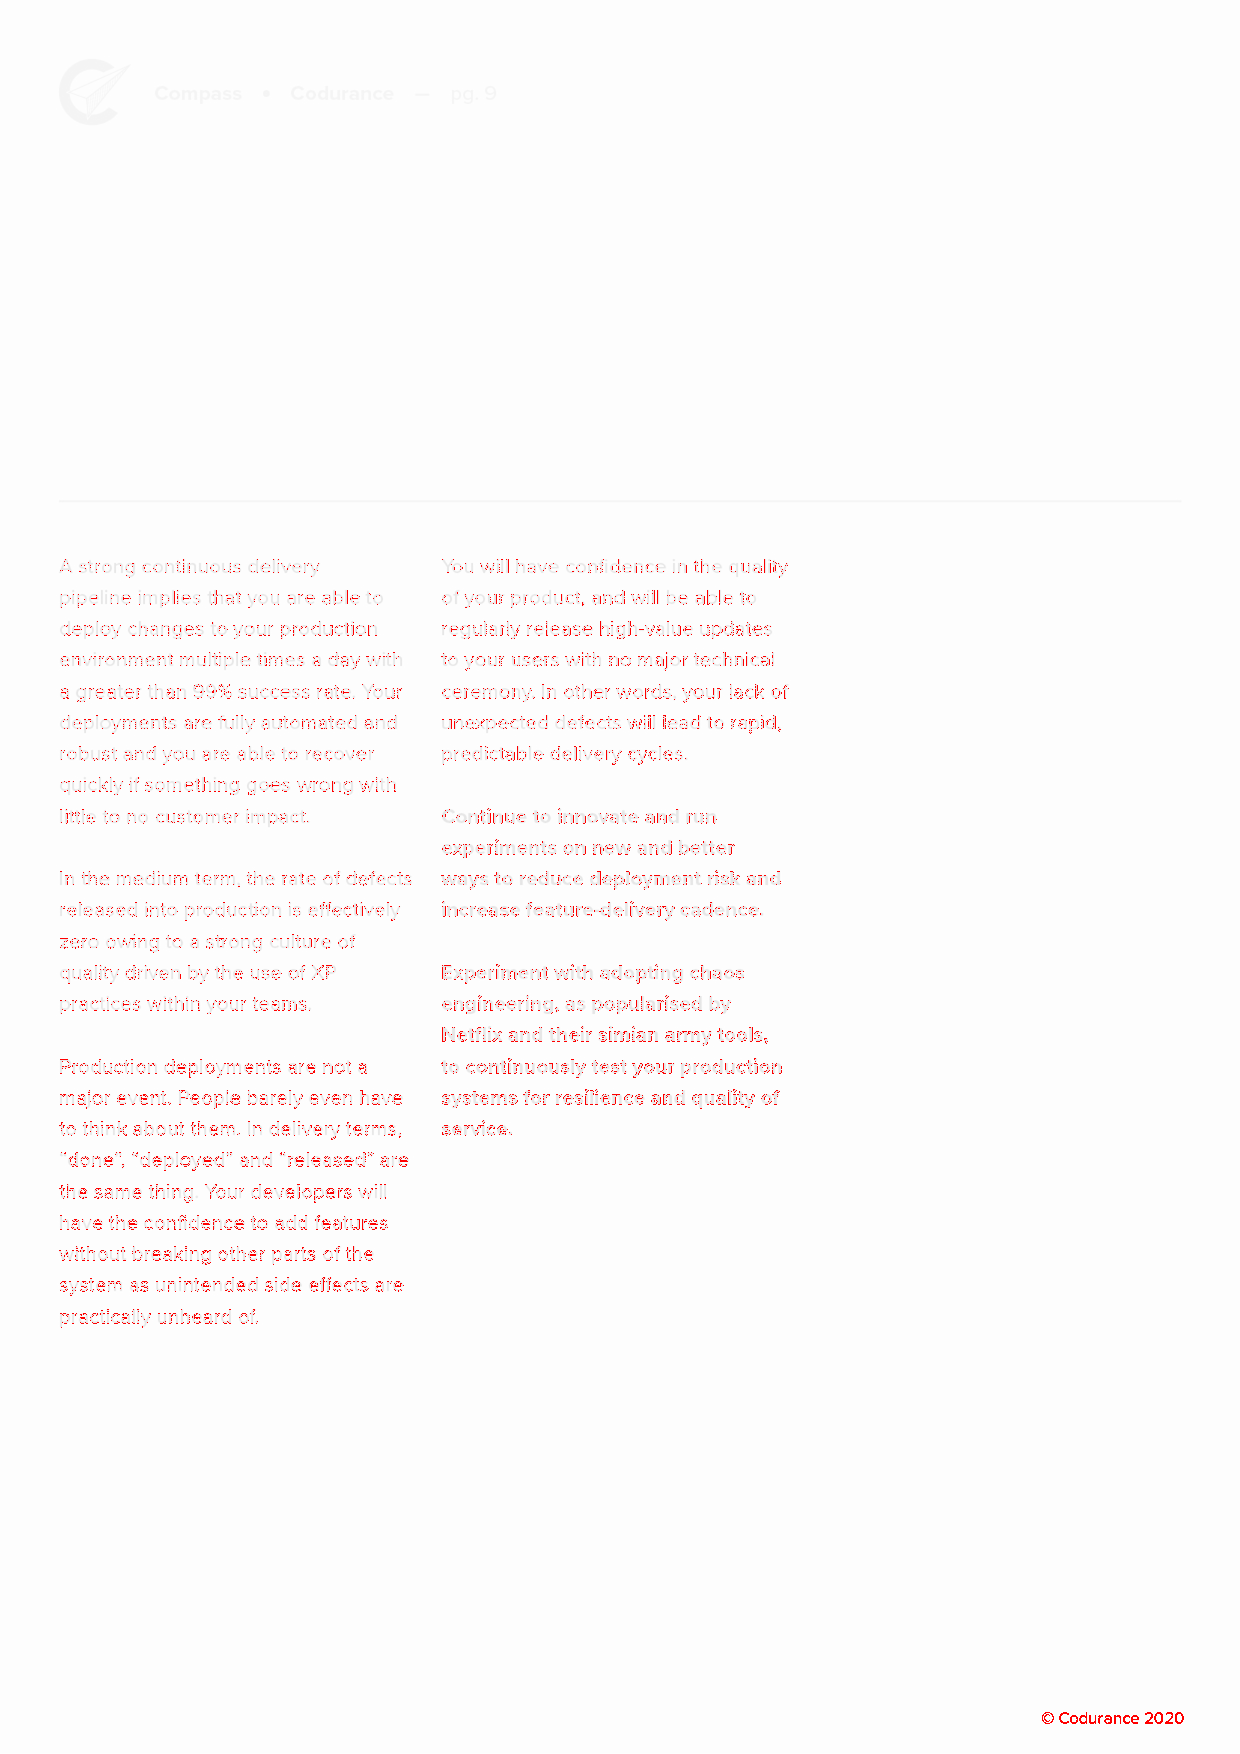 Compass • Codurance — pg. 9
A strong continuous delivery
pipeline implies that you are able to
deploy changes to your production
environment multiple times a day with
a greater than 99% success rate. Your
deployments are fully automated and
robust and you are able to recover
quickly if something goes wrong with
little to no customer impact.
In the medium term, the rate of defects
released into production is effectively
zero owing to a strong culture of
quality driven by the use of XP
practices within your teams.
Production deployments are not a
major event. People barely even have
to think about them. In delivery terms,
“done”, “deployed” and “released” are
the same thing. Your developers will
have the confidence to add features
without breaking other parts of the
system as unintended side effects are
practically unheard of.
You will have confidence in the quality
of your product, and will be able to
regularly release high-value updates
to your users with no major technical
ceremony. In other words, your lack of
unexpected defects will lead to rapid,
predictable delivery cycles.
Continue to innovate and run
experiments on new and better
ways to reduce deployment risk and
increase feature-delivery cadence.
Experiment with adopting chaos
engineering, as popularised by
Netflix and their simian army tools,
to continuously test your production
systems for resilience and quality of
service.
© Codurance 2020